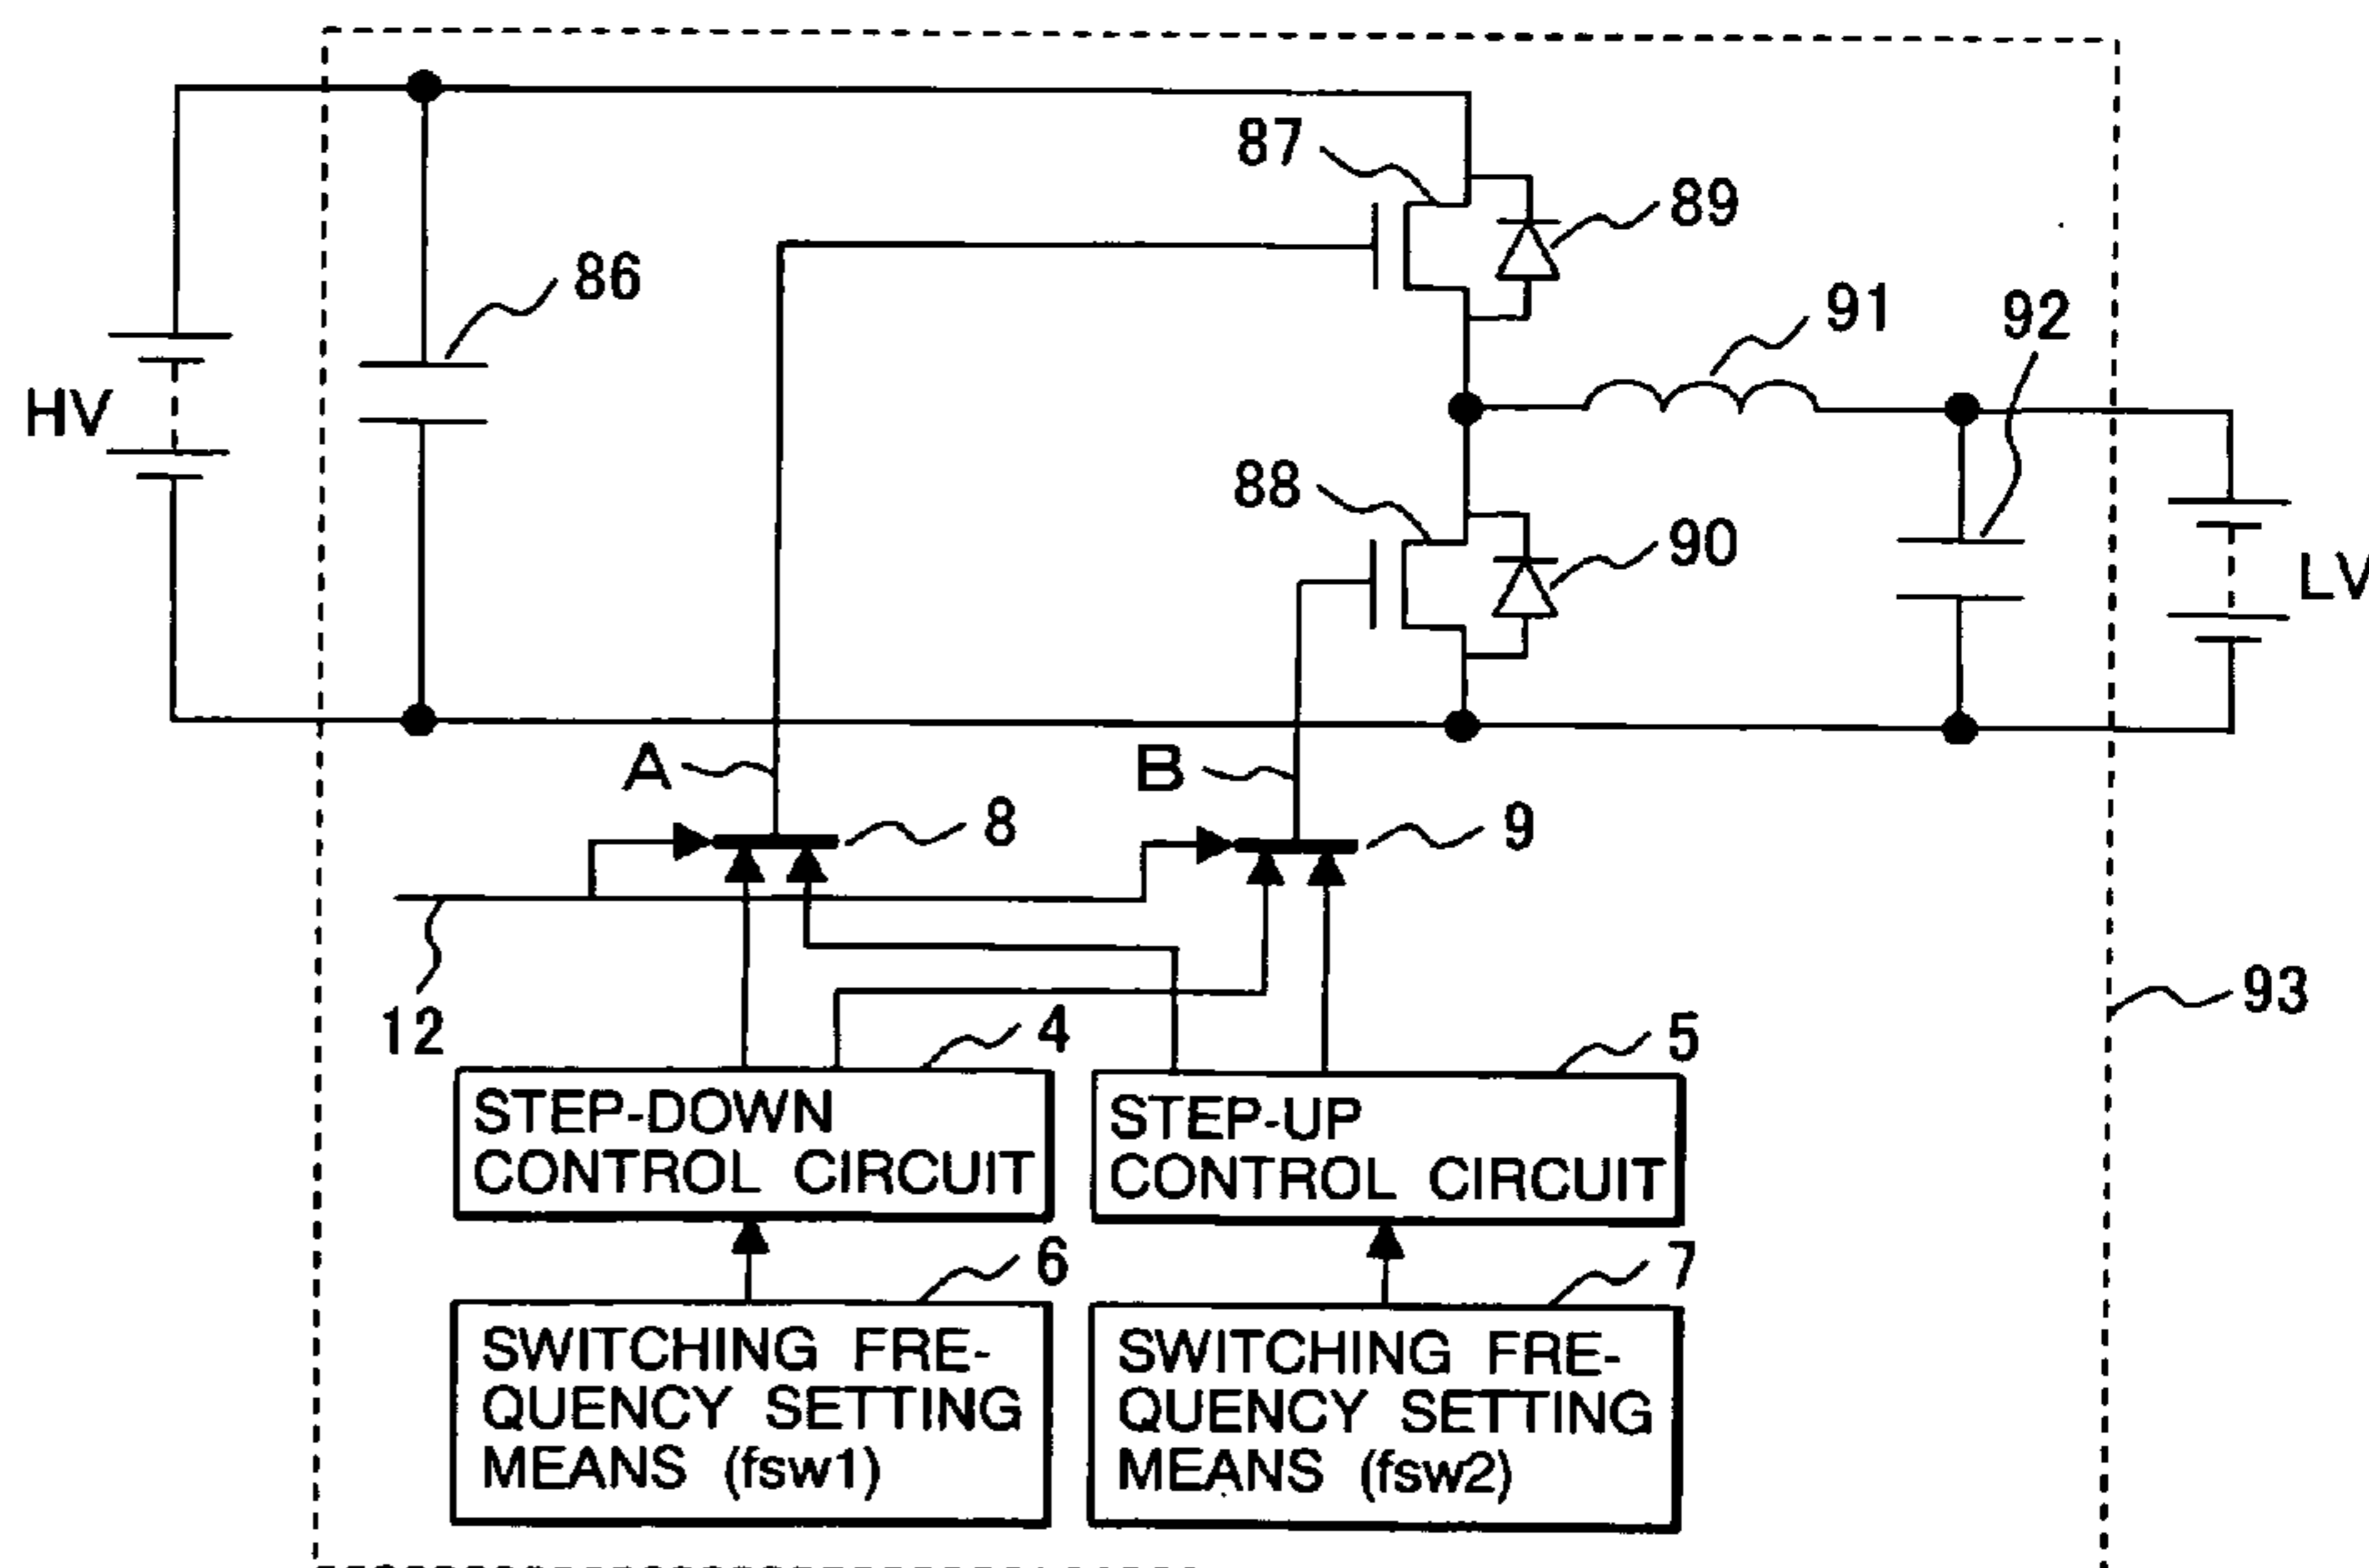 87
89
86
91
92
HV
88
90
LV
A
B
8
9
12
4
5
93
STEP-DOWN
CONTROL CIRCUIT
STEP-UP
CONTROL CIRCUIT
6
7
SWITCHING FRE-
QUENCY SETTING
MEANS (fsw1)
SWITCHING FRE-
QUENCY SETTING
MEANS (fsw2)